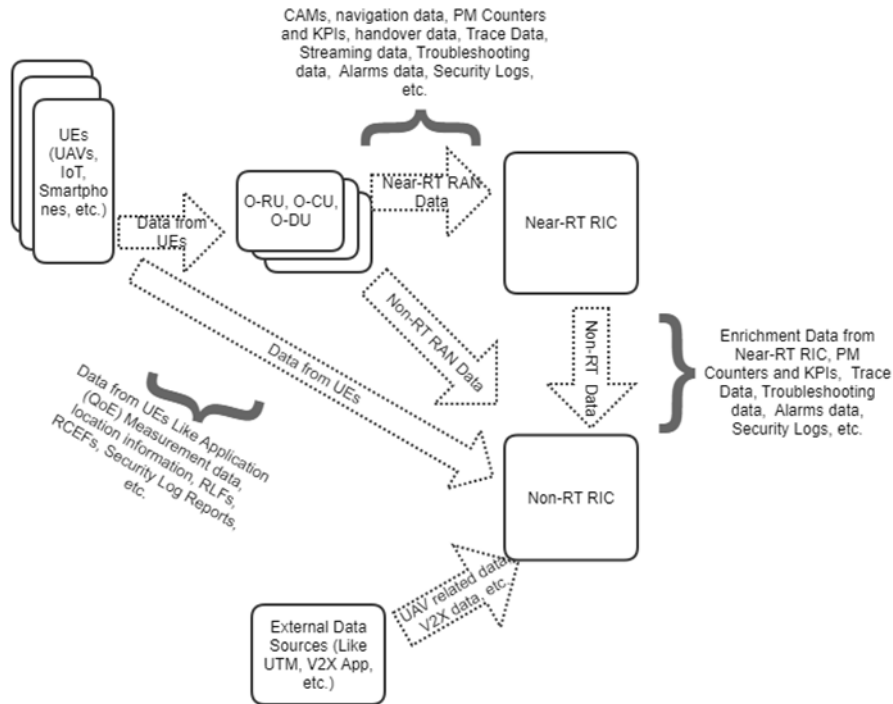 CAMs, navigation data, PM Counters
and KPIs, handover data, Trace Data,
Streaming data, Troubleshooting
data,  Alarms data, Security Logs,
etc.
UEs
(UAVs,
IoT,
Smartpho
nes, etc.)
Data from
UEs
O-RU, O-CU,
O-DU
Near-RT RAN
Data
Near-RT RIC
Non-RT RAN Data
Data from UEs
Non-RT  Data
Enrichment Data from
Near-RT RIC, PM
Counters and KPIs,  Trace
Data, Troubleshooting
data,  Alarms data,
Security Logs, etc.
Data from UEs Like Application
(QoE) Measurement data,
location information, RLFs,
RCEFs, Security Log Reports,
etc.
Non-RT RIC
UAV related data,
V2X data, etc.
External Data
Sources (Like
UTM, V2X App,
etc.)